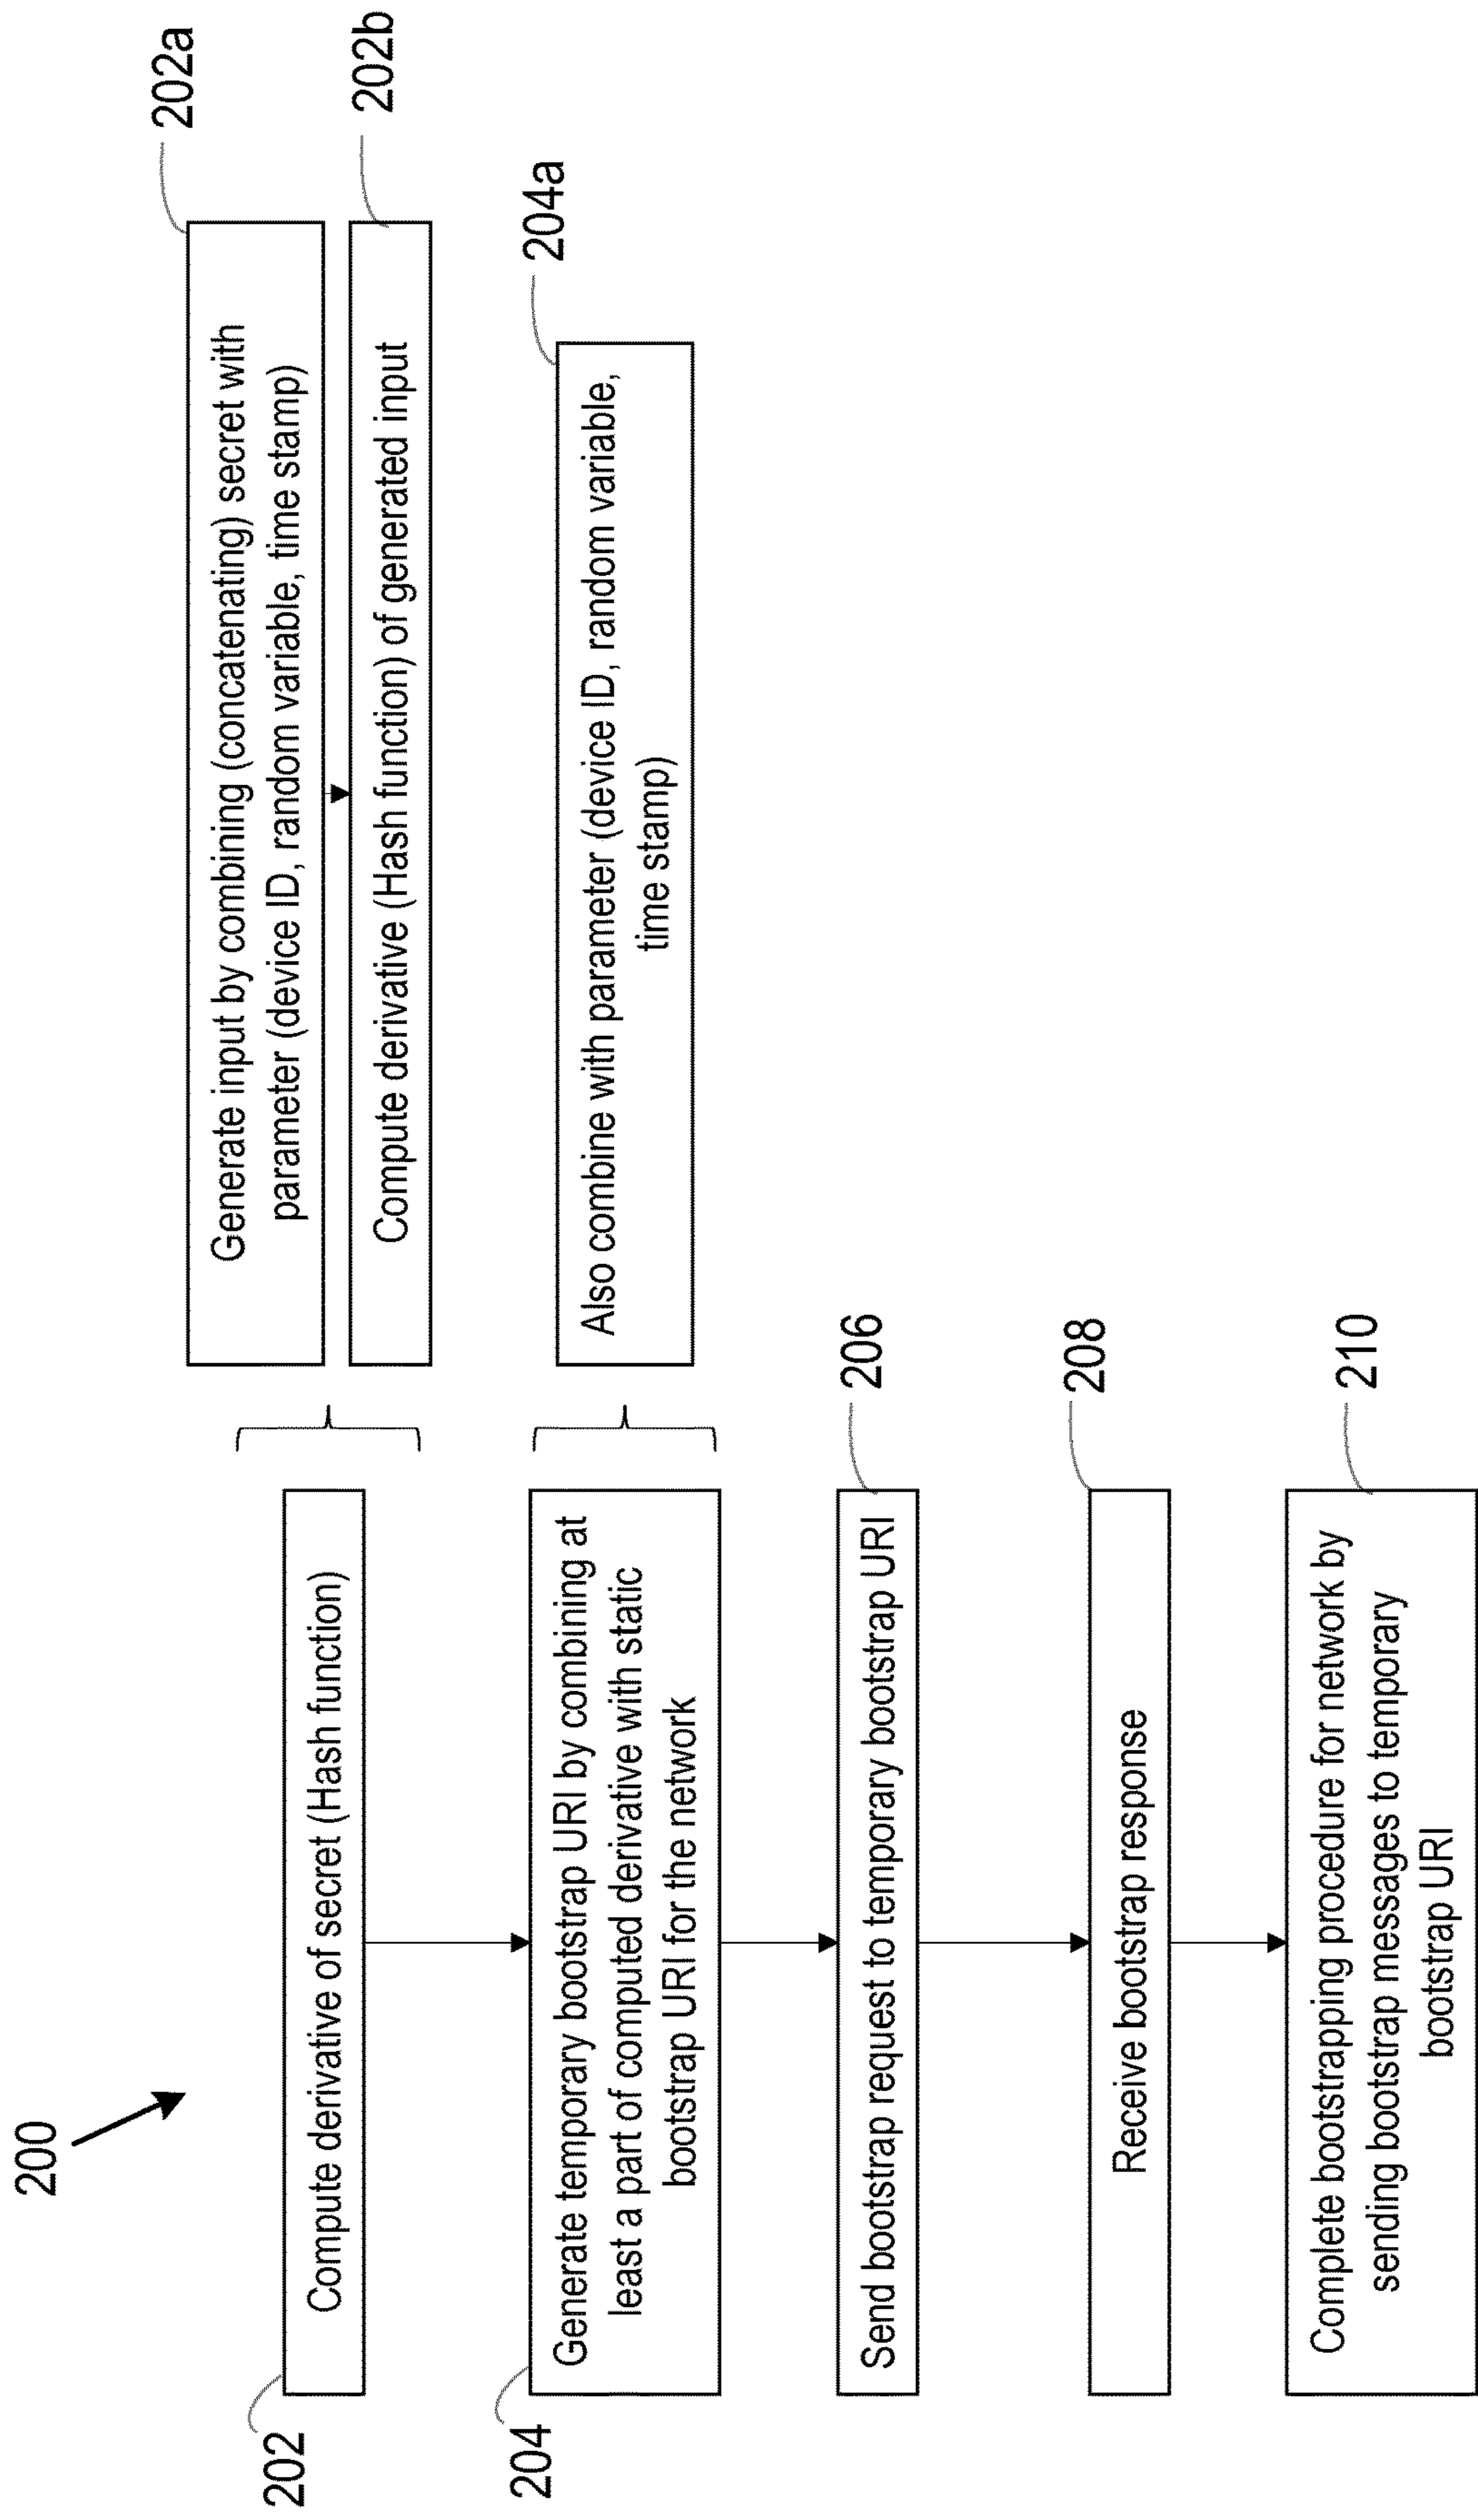 200
202
Compute derivative of secret (Hash function)
202a
Generate input by combining (concatenating) secret with
parameter (device ID, random variable, time stamp)
202b
Compute derivative (Hash function) of generated input
204
Generate temporary bootstrap URI by combining at
least a part of computed derivative with static
bootstrap URI for the network
204a
Also combine with parameter (device ID, random variable,
time stamp)
206
Send bootstrap request to temporary bootstrap URI
208
Receive bootstrap response
210
Complete bootstrapping procedure for network by
sending bootstrap messages to temporary
bootstrap URI